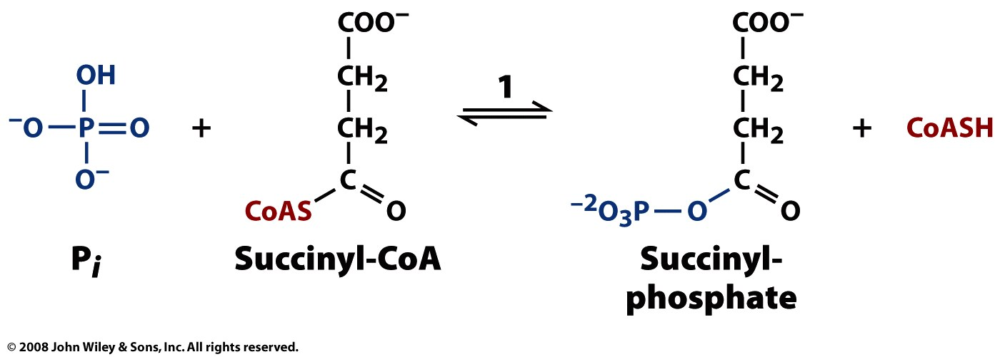 OH
⁻O—P=O
O⁻
Pᵢ
+
COO⁻
CH₂
CH₂
C
CoAS
O
Succinyl-CoA
1
COO⁻
CH₂
CH₂
C
⁻²O₃P—O
O
Succinyl-
phosphate
+
CoASH
© 2008 John Wiley & Sons, Inc. All rights reserved.